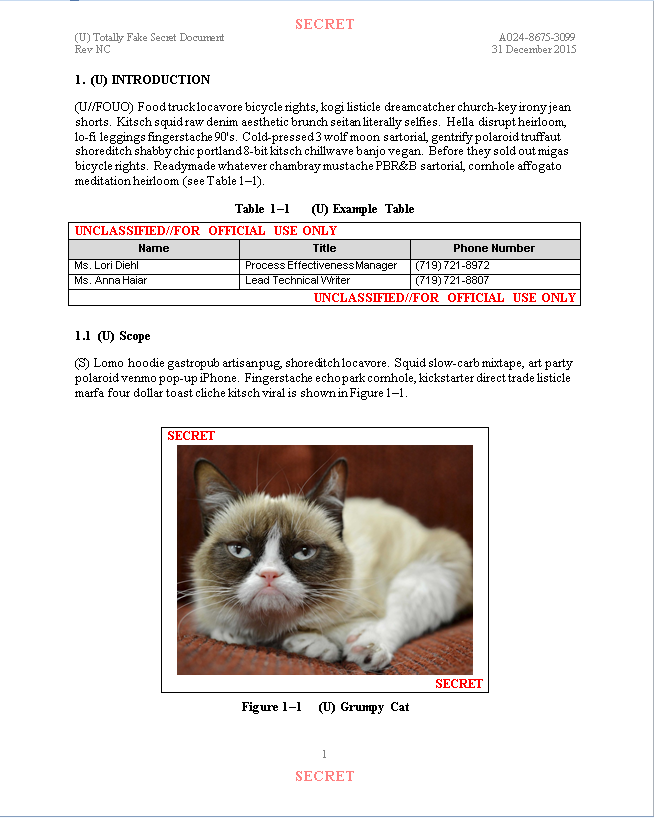 SECRET
(U) Totally Fake Secret Document A024-8675-3099
Rev NC 31 December 2015
1. (U) INTRODUCTION
(U//FOUO) Food truck locavore bicycle rights, kogi listicle dreamcatcher church-key irony jean
shorts. Kitsch squid raw denim aesthetic brunch seitan literally selfies. Hella disrupt heirloom,
lo-fi leggings fingerstache 90's. Cold-pressed 3 wolf moon sartorial, gentrify polaroid truffaut
shoreditch shabby chic portland 8-bit kitsch chillwave banjo vegan. Before they sold out migas
bicycle rights. Readymade whatever chambray mustache PBR&B sartorial, cornhole affogato
meditation heirloom (see Table 1–1).
Table 1–1 (U) Example Table
UNCLASSIFIED//FOR OFFICIAL USE ONLY
Name Title Phone Number
Ms. Lori Diehl Process Effectiveness Manager (719) 721-8972
Ms. Anna Haiar Lead Technical Writer (719) 721-8807
UNCLASSIFIED//FOR OFFICIAL USE ONLY
1.1 (U) Scope
(S) Lomo hoodie gastropub artisan pug, shoreditch locavore. Squid slow-carb mixtape, art party
polaroid venmo pop-up iPhone. Fingerstache echo park cornhole, kickstarter direct trade listicle
marfa four dollar toast cliche kitsch viral is shown in Figure 1–1.
SECRET
SECRET
Figure 1–1 (U) Grumpy Cat
1
SECRET